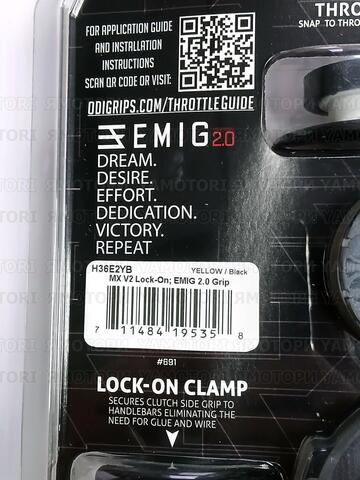 FOR APPLICATION GUIDE
AND INSTALLATION
INSTRUCTIONS
SCAN QR CODE OR VISIT:
ODIGRIPS.COM/THROTTLEGUIDE
THRO
SNAP TO THRO
EMIG 2.0
DREAM.
DESIRE.
EFFORT.
DEDICATION.
VICTORY.
REPEAT
H36E2YB YELLOW / Black
MX V2 Lock-On; EMIG 2.0 Grip
7 11484 19535 8
#691
LOCK-ON CLAMP
SECURES CLUTCH SIDE GRIP TO
HANDLEBARS ELIMINATING THE
NEED FOR GLUE AND WIRE